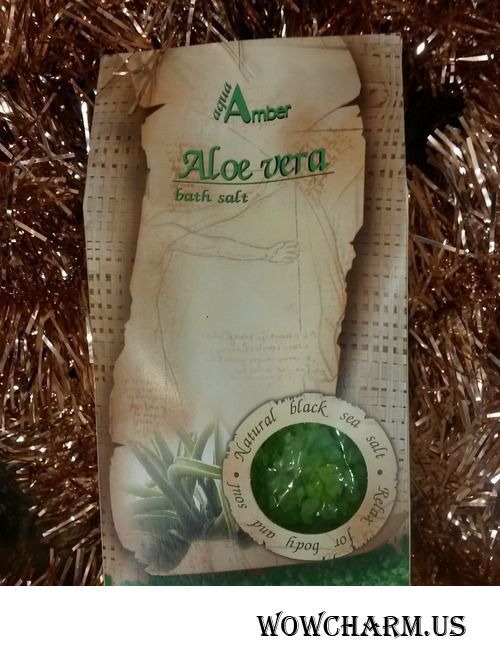 aqua
Amber
Aloe vera
bath salt
• Natural black sea salt • Relax for body and soul
WOWCHARM.US